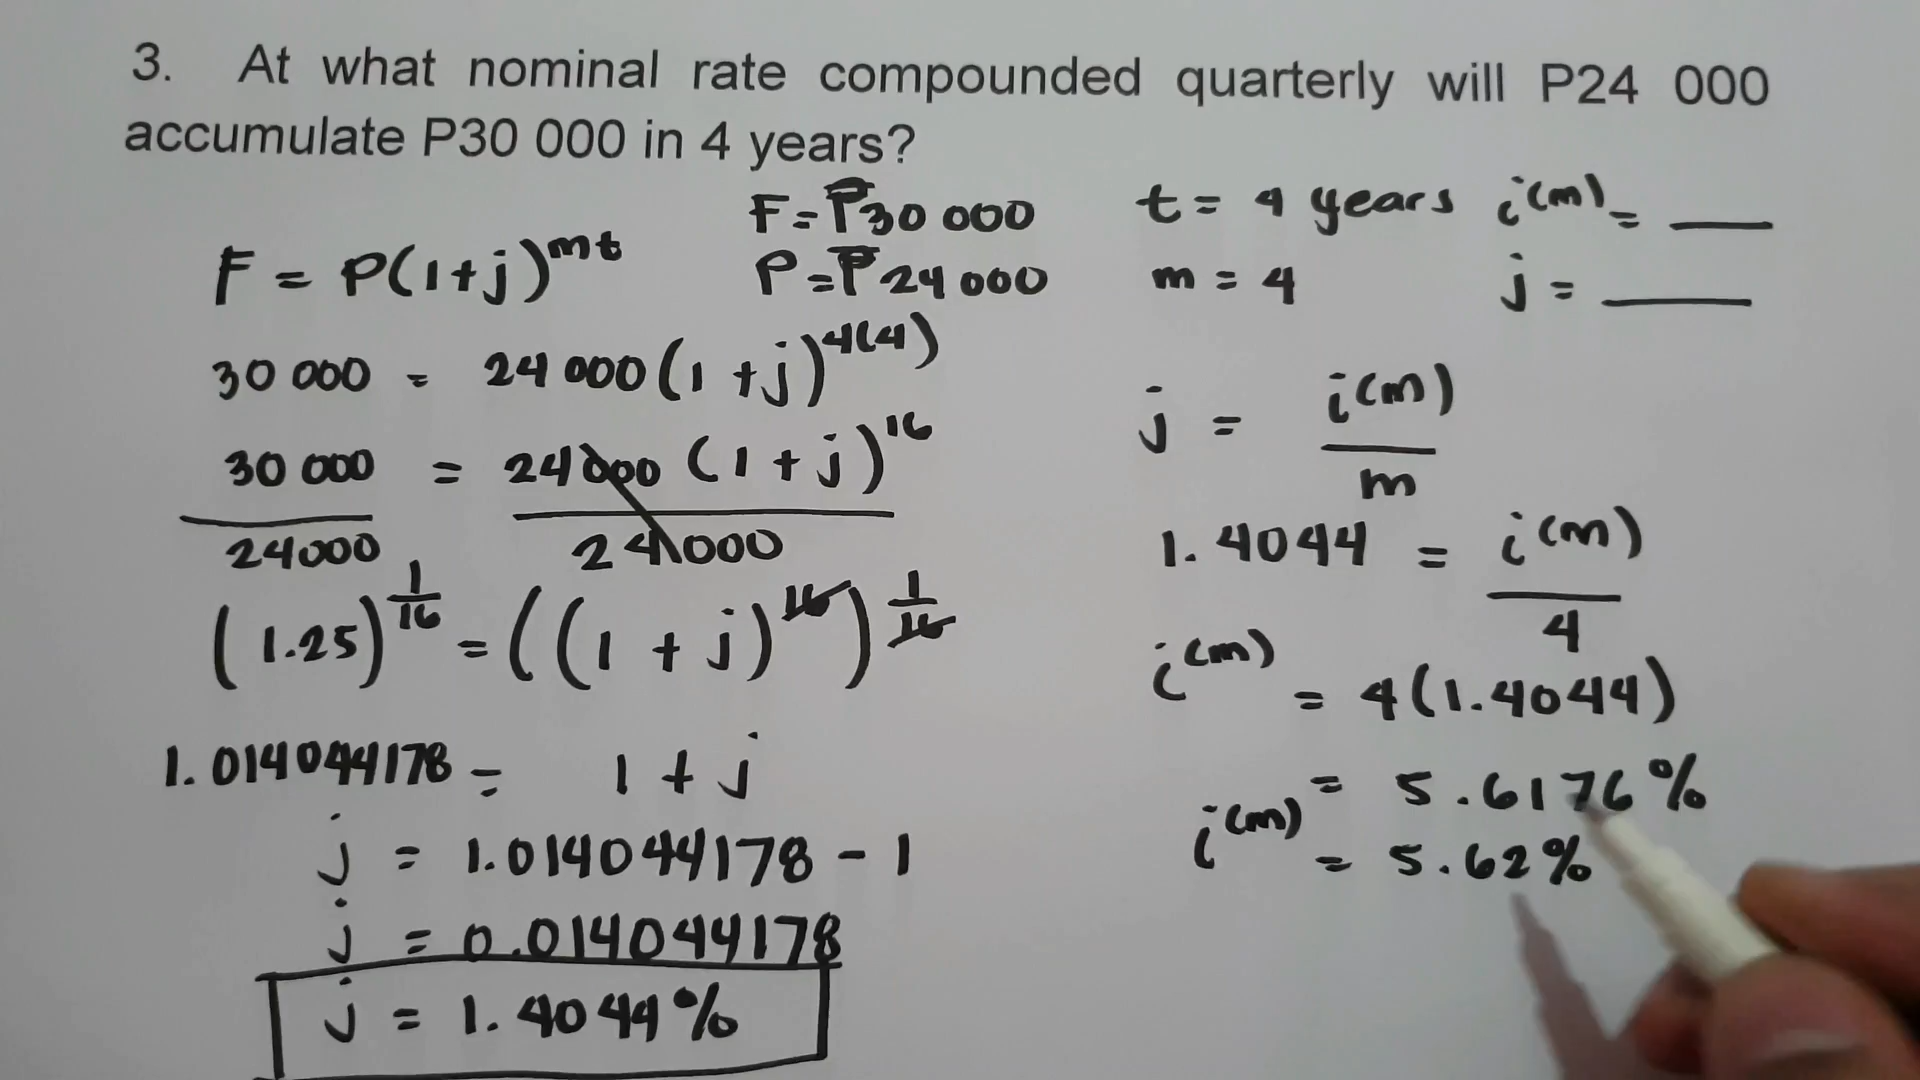 3. At what nominal rate compounded quarterly will P24 000
accumulate P30 000 in 4 years?
F = P(1+j)^mt
F = ₱30 000
P = ₱24 000
t = 4 years i^(m) = ___
m = 4 j = ___
30 000 = 24 000(1+j)^4(4)
30 000 = 24 000 (1+j)^16
24000 24000
(1.25)^1/16 = ((1+j)^16)^1/16
1.014044178 = 1 + j
j = 1.014044178 - 1
j = 0.014044178
j = 1.4044%
j = i^(m)
m
1.4044 = i^(m)
4
i^(m) = 4(1.4044)
= 5.6176%
i^(m) = 5.62%